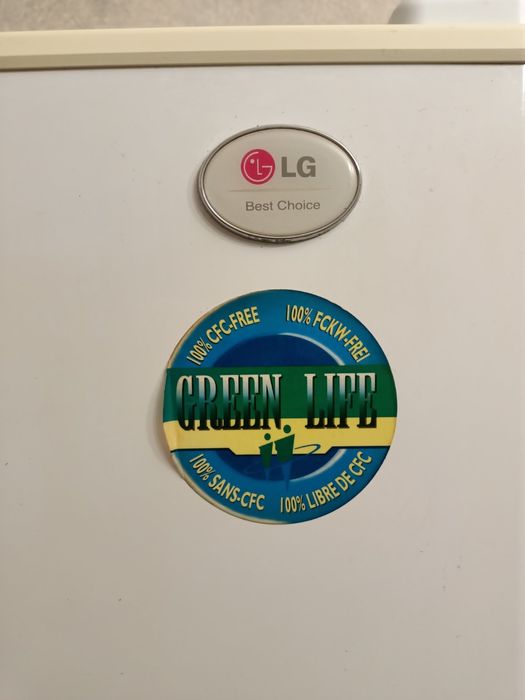 LG
Best Choice
100% CFC-FREE
100% FCKW-FREI
GREEN LIFE
100% SANS-CFC
100% LIBRE DE CFC